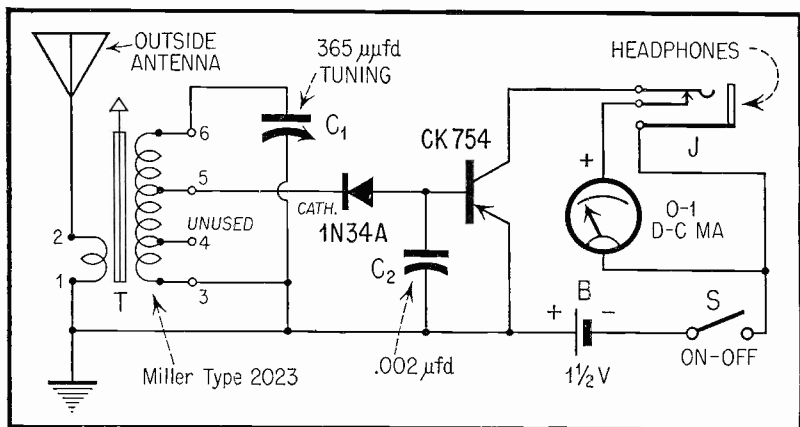 OUTSIDE
ANTENNA
365 µµfd
TUNING
HEADPHONES
C1
6
CK754
J
5
+
CATH.
1N34A
0-1
D-C MA
UNUSED
4
2
C2
1
3
T
B
S
+
-
Miller Type 2023
.002 µfd
1½ V
ON-OFF